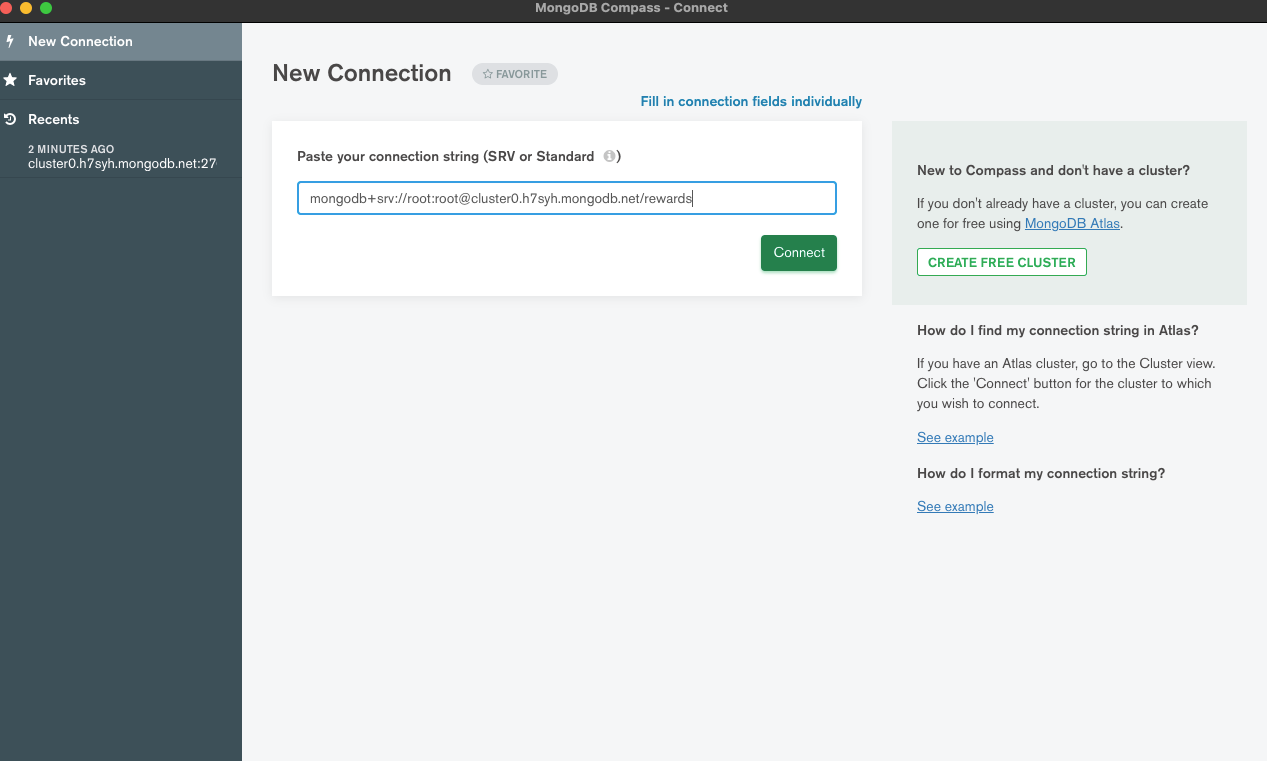 MongoDB Compass - Connect
New Connection
Favorites
Recents
2 MINUTES AGO
cluster0.h7syh.mongodb.net:27
New Connection
FAVORITE
Fill in connection fields individually
Paste your connection string (SRV or Standard )
mongodb+srv://root:root@cluster0.h7syh.mongodb.net/rewards
Connect
New to Compass and don't have a cluster?
If you don't already have a cluster, you can create
one for free using MongoDB Atlas.
CREATE FREE CLUSTER
How do I find my connection string in Atlas?
If you have an Atlas cluster, go to the Cluster view.
Click the 'Connect' button for the cluster to which
you wish to connect.
See example
How do I format my connection string?
See example